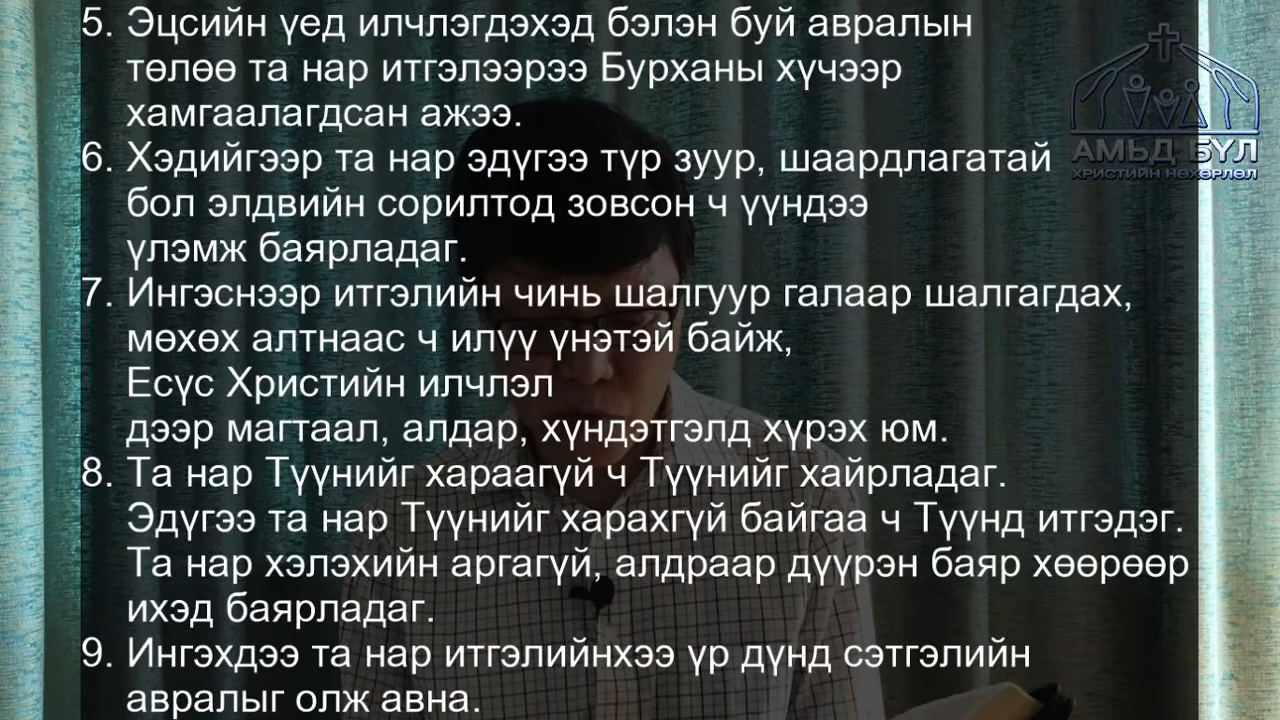 5. Эцсийн үед илчлэгдэхэд бэлэн буй авралын
төлөө та нар итгэлээрээ Бурханы хүчээр
хамгаалагдсан ажээ.
6. Хэдийгээр та нар эдүгээ түр зуур, шаардлагатай
бол элдвийн сорилтод зовсон ч үүндээ
үлэмж баярладаг.
7. Ингэснээр итгэлийн чинь шалгуур галаар шалгагдах,
мөхөх алтнаас ч илүү үнэтэй байж,
Есүс Христийн илчлэл
дээр магтаал, алдар, хүндэтгэлд хүрэх юм.
8. Та нар Түүнийг хараагүй ч Түүнийг хайрладаг.
Эдүгээ та нар Түүнийг харахгүй байгаа ч Түүнд итгэдэг.
Та нар хэлэхийн аргагүй, алдраар дүүрэн баяр хөөрөөр
ихэд баярладаг.
9. Ингэхдээ та нар итгэлийнхээ үр дүнд сэтгэлийн
авралыг олж авна.
АМЬД БҮЛ
ХРИСТИЙН НӨХӨРЛӨЛ